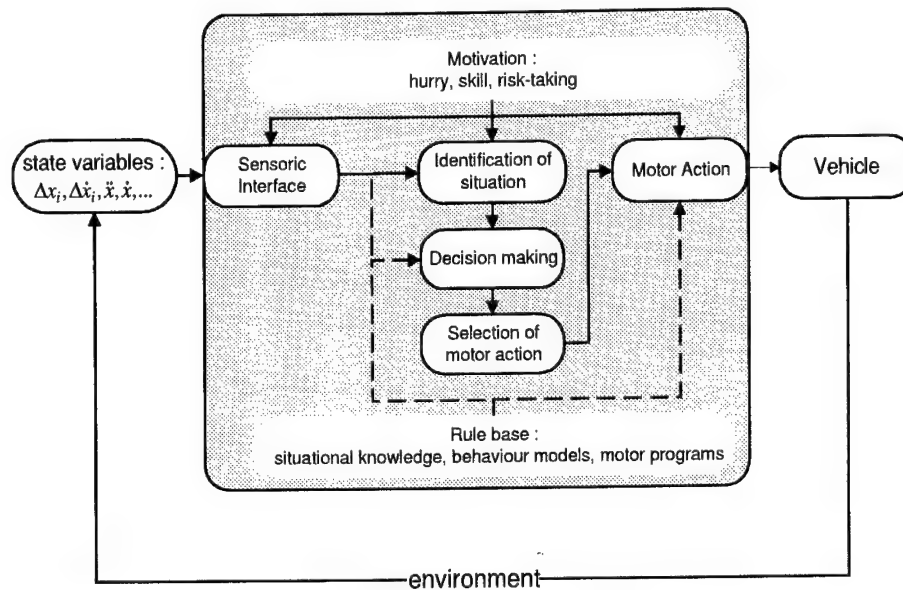 Motivation :
hurry, skill, risk-taking
state variables :
Δxᵢ, Δẋᵢ, ẍ, ẋ,...
Sensoric
Interface
Identification of
situation
Motor Action
Vehicle
Decision making
Selection of
motor action
Rule base :
situational knowledge, behaviour models, motor programs
environment